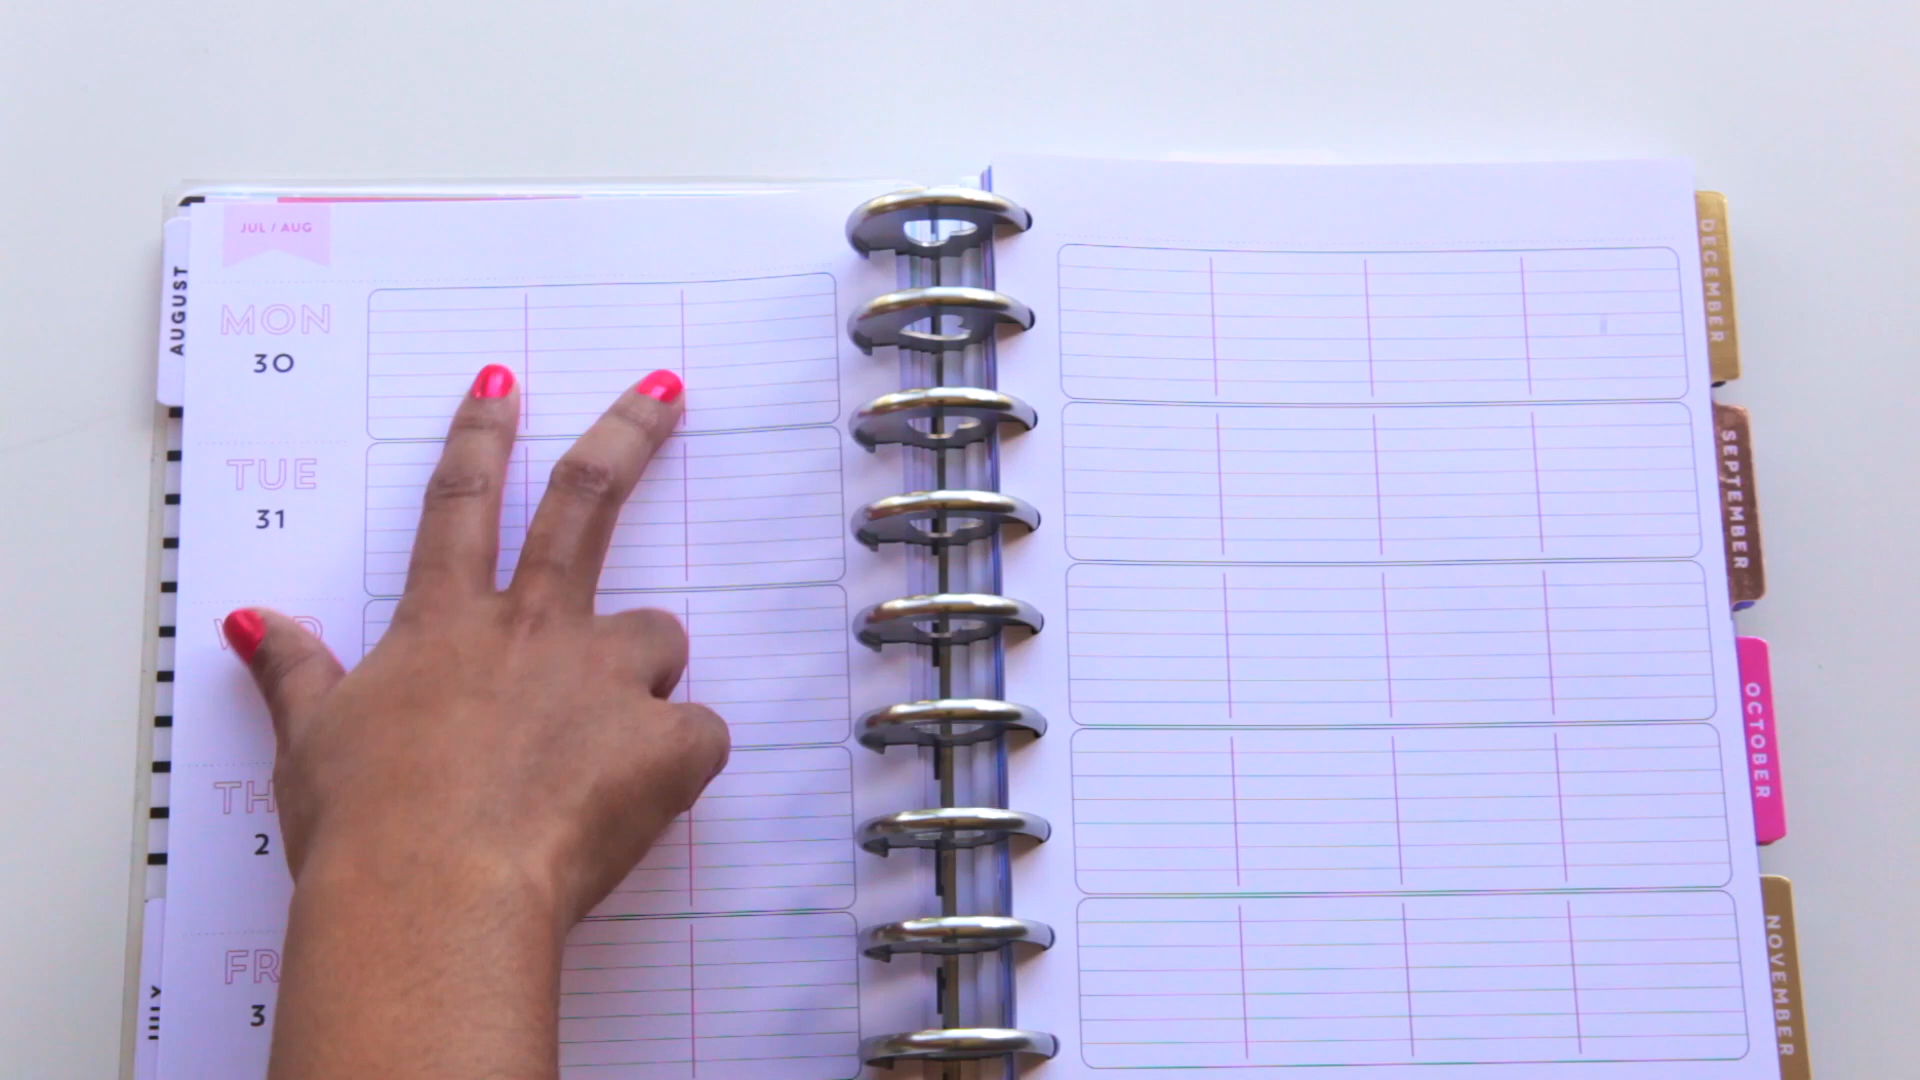 JUL / AUG
AUGUST
MON
30
TUE
31
2
3
DECEMBER
SEPTEMBER
OCTOBER
NOVEMBER